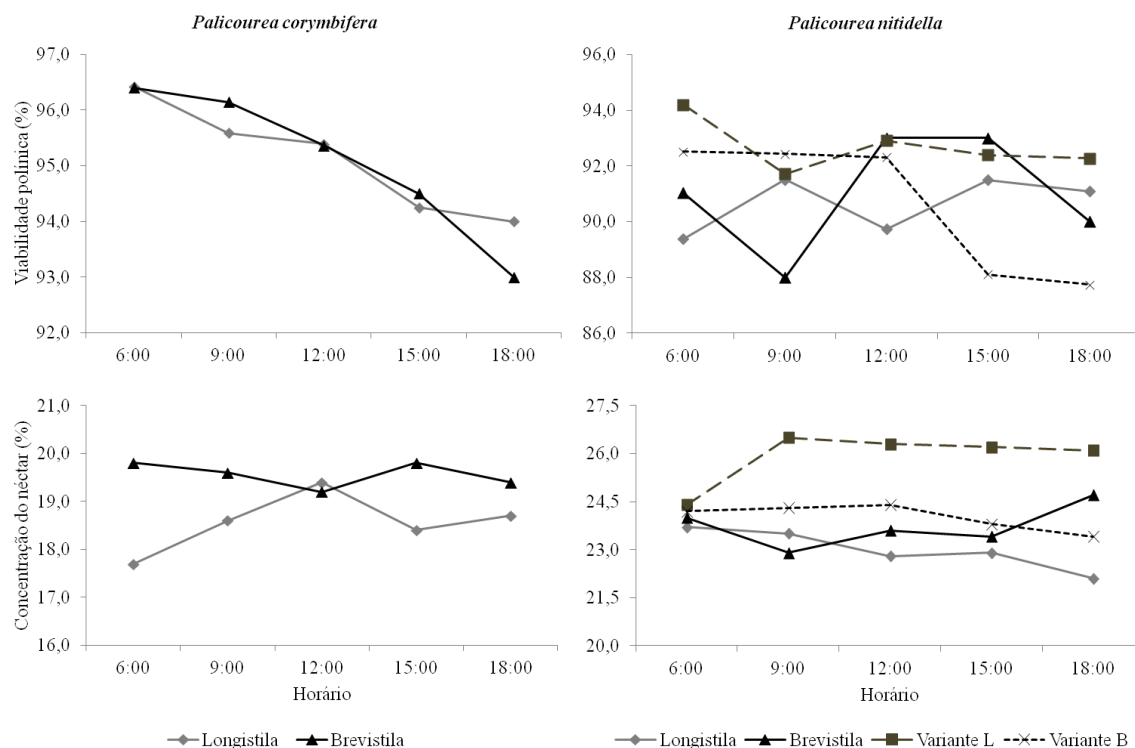 Palicourea corymbifera
Palicourea nitidella
Viabilidade polínica (%)
97,0
96,0
95,0
94,0
93,0
92,0
6:00 9:00 12:00 15:00 18:00
96,0
94,0
92,0
90,0
88,0
86,0
6:00 9:00 12:00 15:00 18:00
Concentração do néctar (%)
21,0
20,0
19,0
18,0
17,0
16,0
6:00 9:00 12:00 15:00 18:00
Horário
27,5
26,0
24,5
23,0
21,5
20,0
6:00 9:00 12:00 15:00 18:00
Horário
Longistila Brevistila
Longistila Brevistila Variante L Variante B